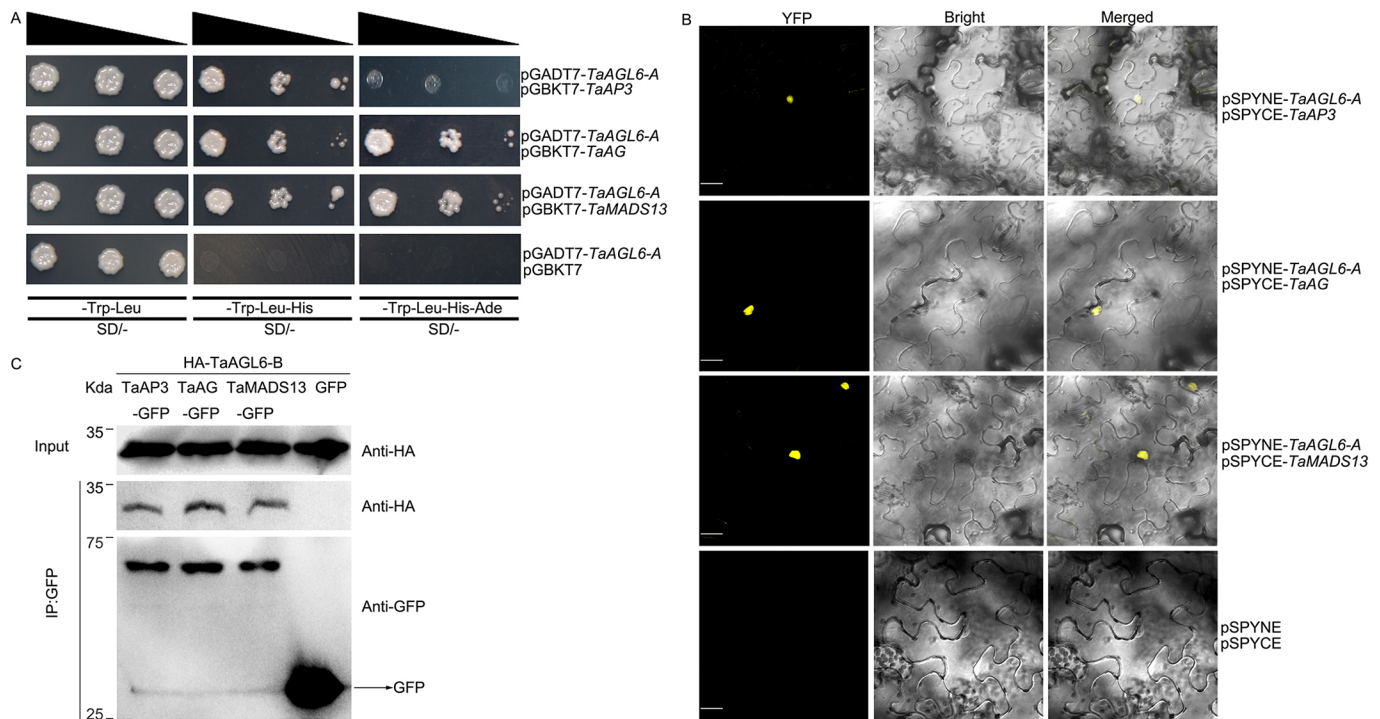 A
pGADT7-TaAGL6-A
pGBKT7-TaAP3
pGADT7-TaAGL6-A
pGBKT7-TaAG
pGADT7-TaAGL6-A
pGBKT7-TaMADS13
pGADT7-TaAGL6-A
pGBKT7
-Trp-Leu
-Trp-Leu-His
-Trp-Leu-His-Ade
SD/-
SD/-
SD/-
B
YFP
Bright
Merged
pSPYNE-TaAGL6-A
pSPYCE-TaAP3
pSPYNE-TaAGL6-A
pSPYCE-TaAG
pSPYNE-TaAGL6-A
pSPYCE-TaMADS13
pSPYNE
pSPYCE
C
HA-TaAGL6-B
Kda TaAP3 TaAG TaMADS13 GFP
-GFP -GFP -GFP
Input
35
Anti-HA
IP:GFP
35
Anti-HA
75
Anti-GFP
GFP
25